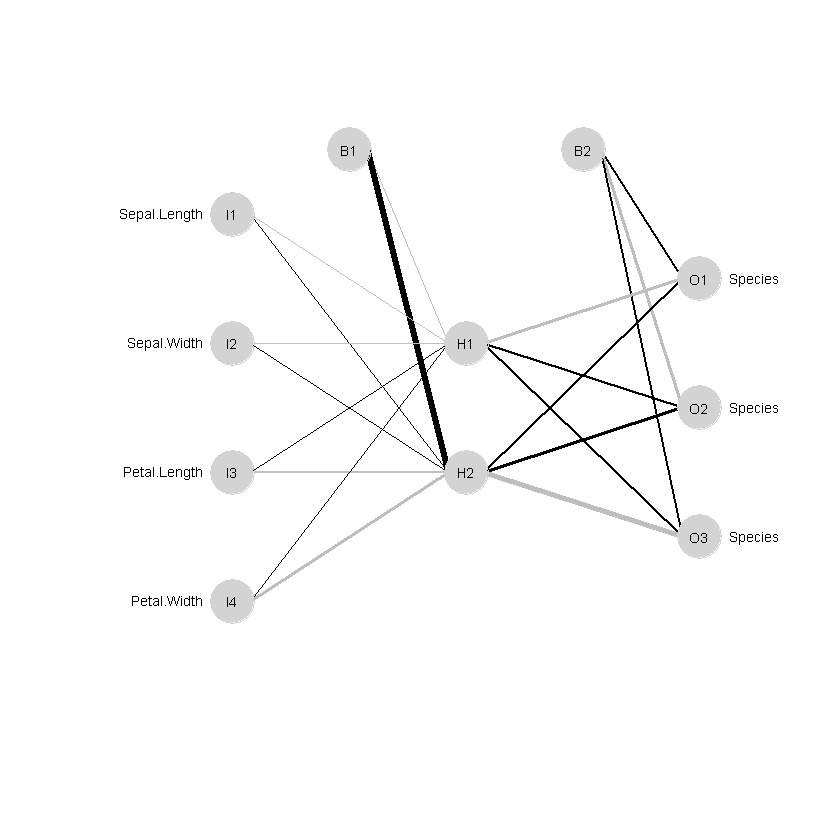 B1
B2
Sepal.Length I1
O1 Species
Sepal.Width I2
H1
O2 Species
Petal.Length I3
H2
O3 Species
Petal.Width I4